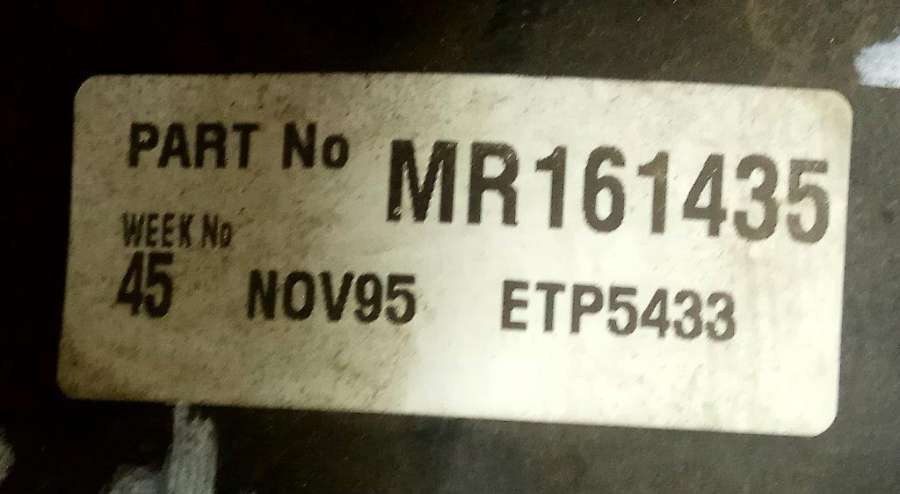 PART No MR161435
WEEK No
45 NOV95 ETP5433